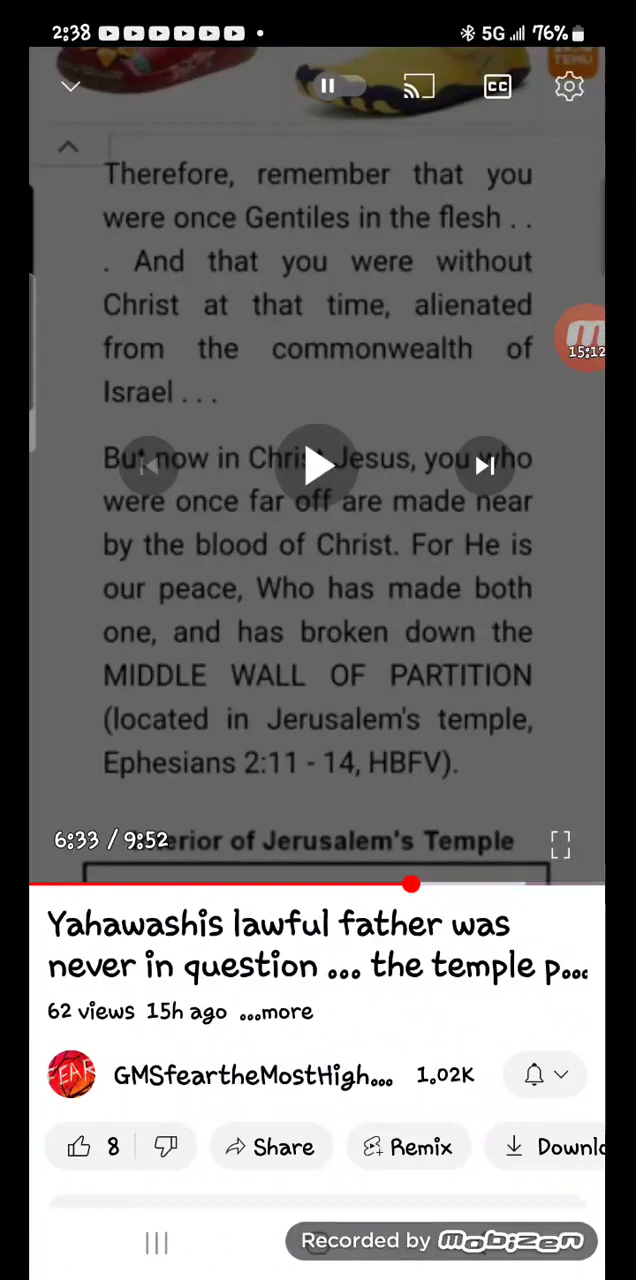 2:38
5G 76%
TEMU
CC
Therefore, remember that you
were once Gentiles in the flesh . .
. And that you were without
Christ at that time, alienated
from the commonwealth of
Israel . . .
15:12
But now in Christ Jesus, you who
were once far off are made near
by the blood of Christ. For He is
our peace, Who has made both
one, and has broken down the
MIDDLE WALL OF PARTITION
(located in Jerusalem's temple,
Ephesians 2:11 - 14, HBFV).
6:33 / 9:52
erior of Jerusalem's Temple
Yahawashis lawful father was
never in question ... the temple p...
62 views 15h ago ...more
FEAR
GMSfeartheMostHigh... 1.02K
8 Share Remix Downlo
Recorded by mobizen